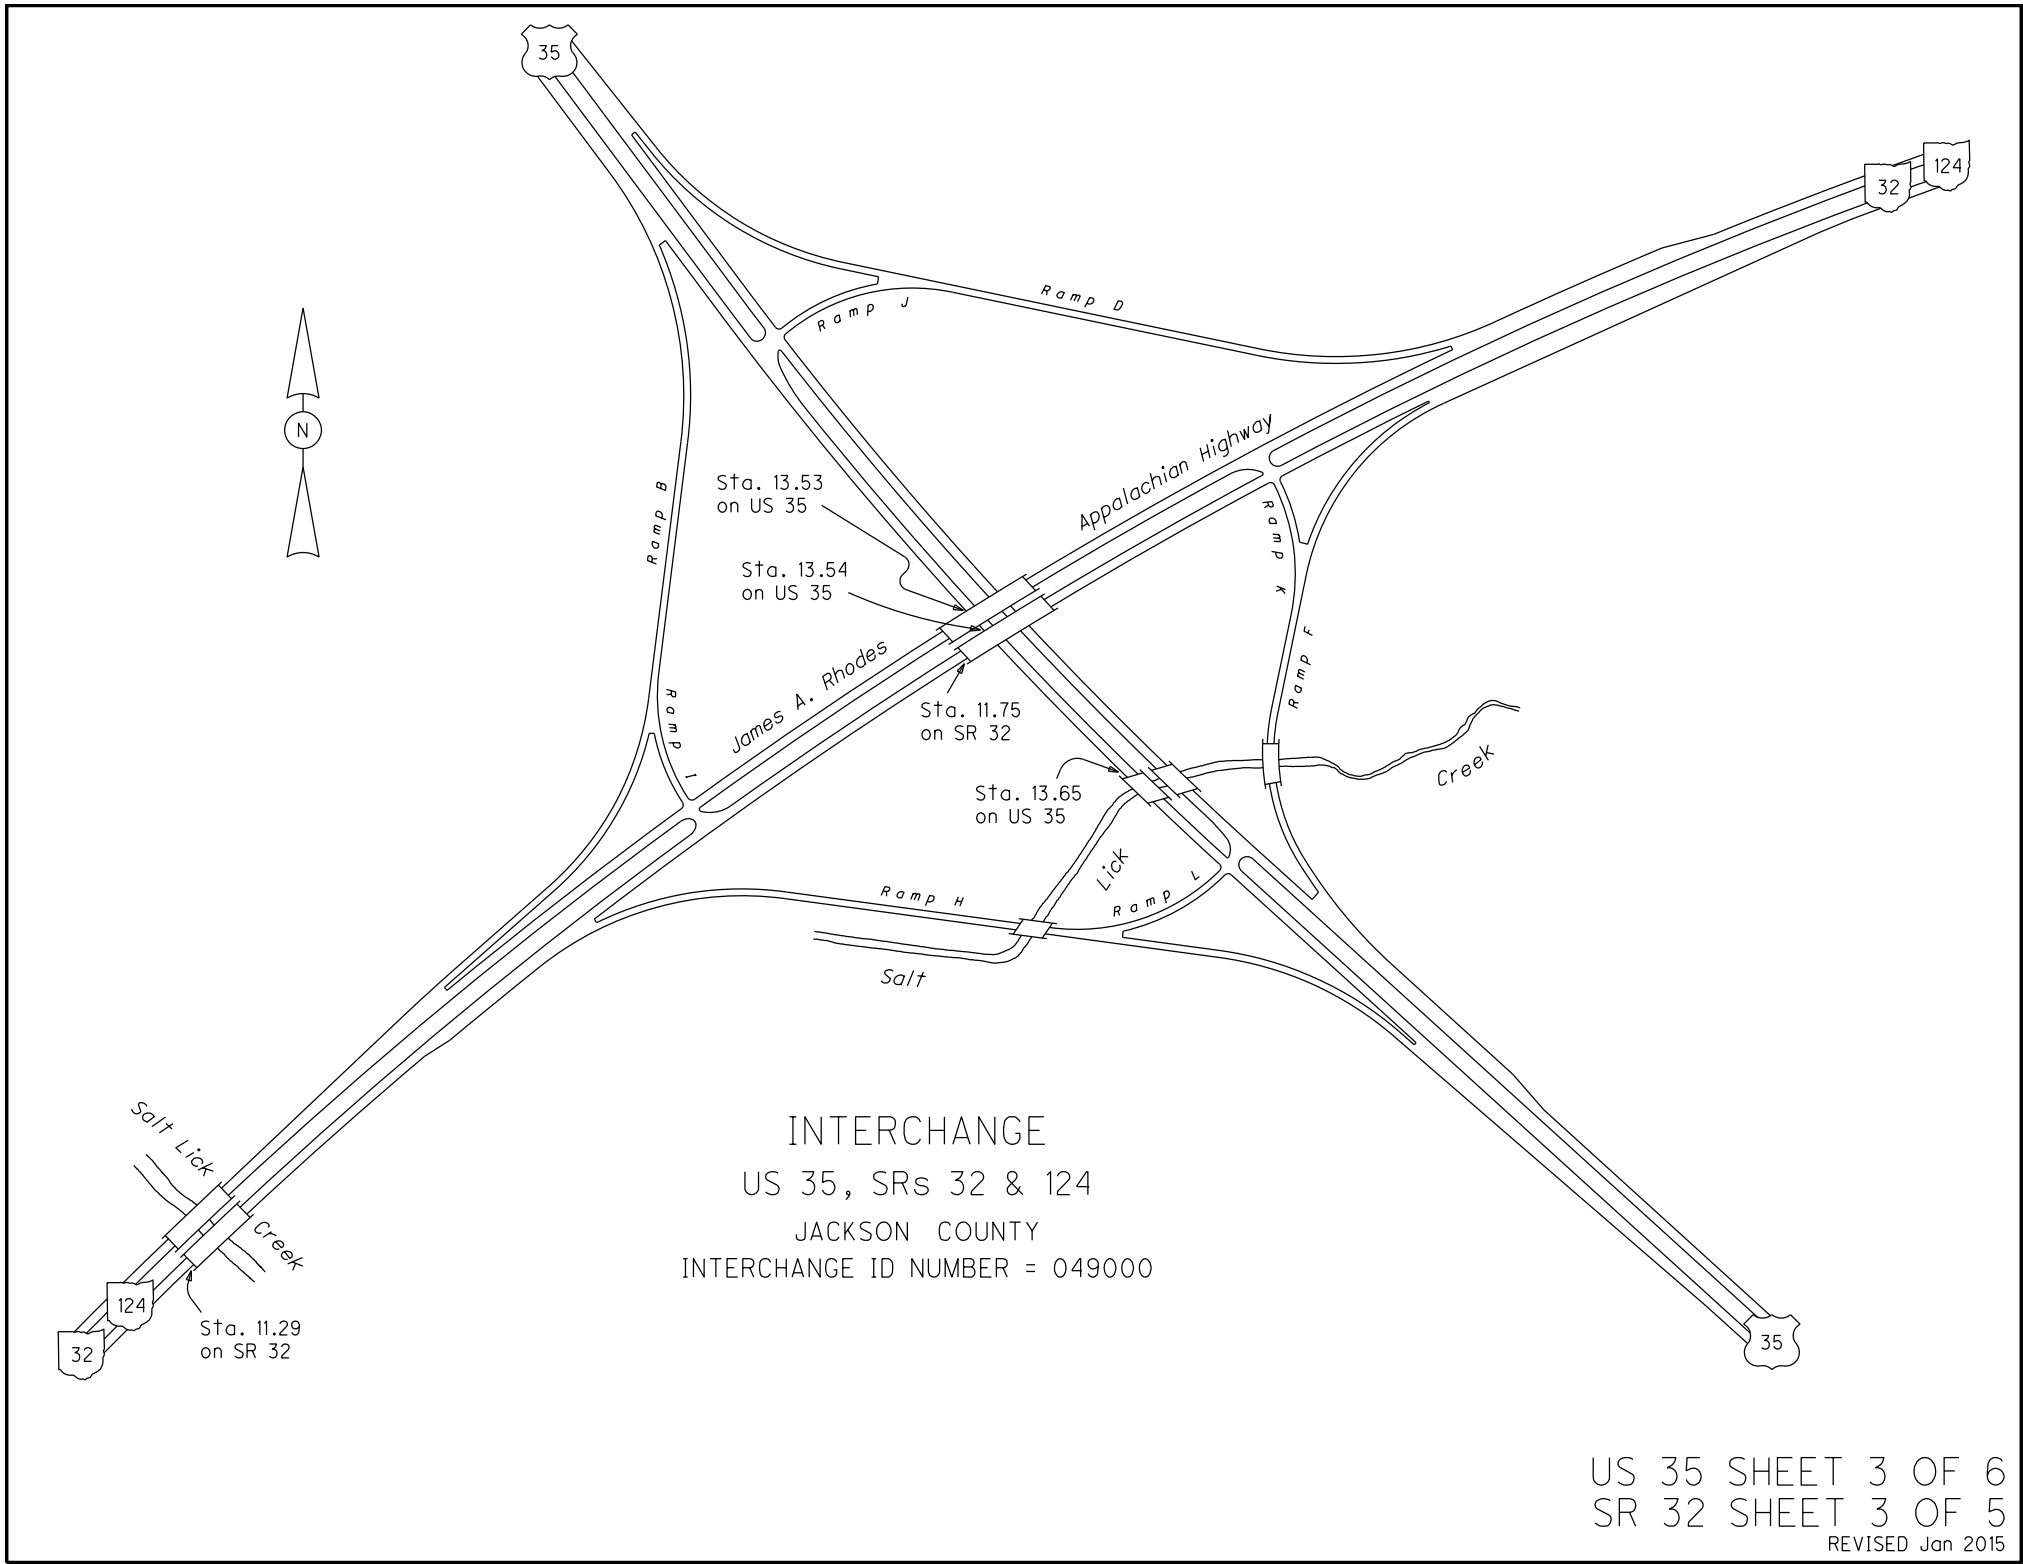 35
124
32
Ramp D
Ramp J
N
Appalachian Highway
Sta. 13.53
on US 35
Ramp B
Ramp K
Sta. 13.54
on US 35
James A. Rhodes
Ramp F
Ramp I
Sta. 11.75
on SR 32
Creek
Sta. 13.65
on US 35
Lick
Ramp H
Ramp L
Salt
Salt Lick
Creek
124
32
Sta. 11.29
on SR 32
35
INTERCHANGE
US 35, SRs 32 & 124
JACKSON COUNTY
INTERCHANGE ID NUMBER = 049000
US 35 SHEET 3 OF 6
SR 32 SHEET 3 OF 5
REVISED Jan 2015